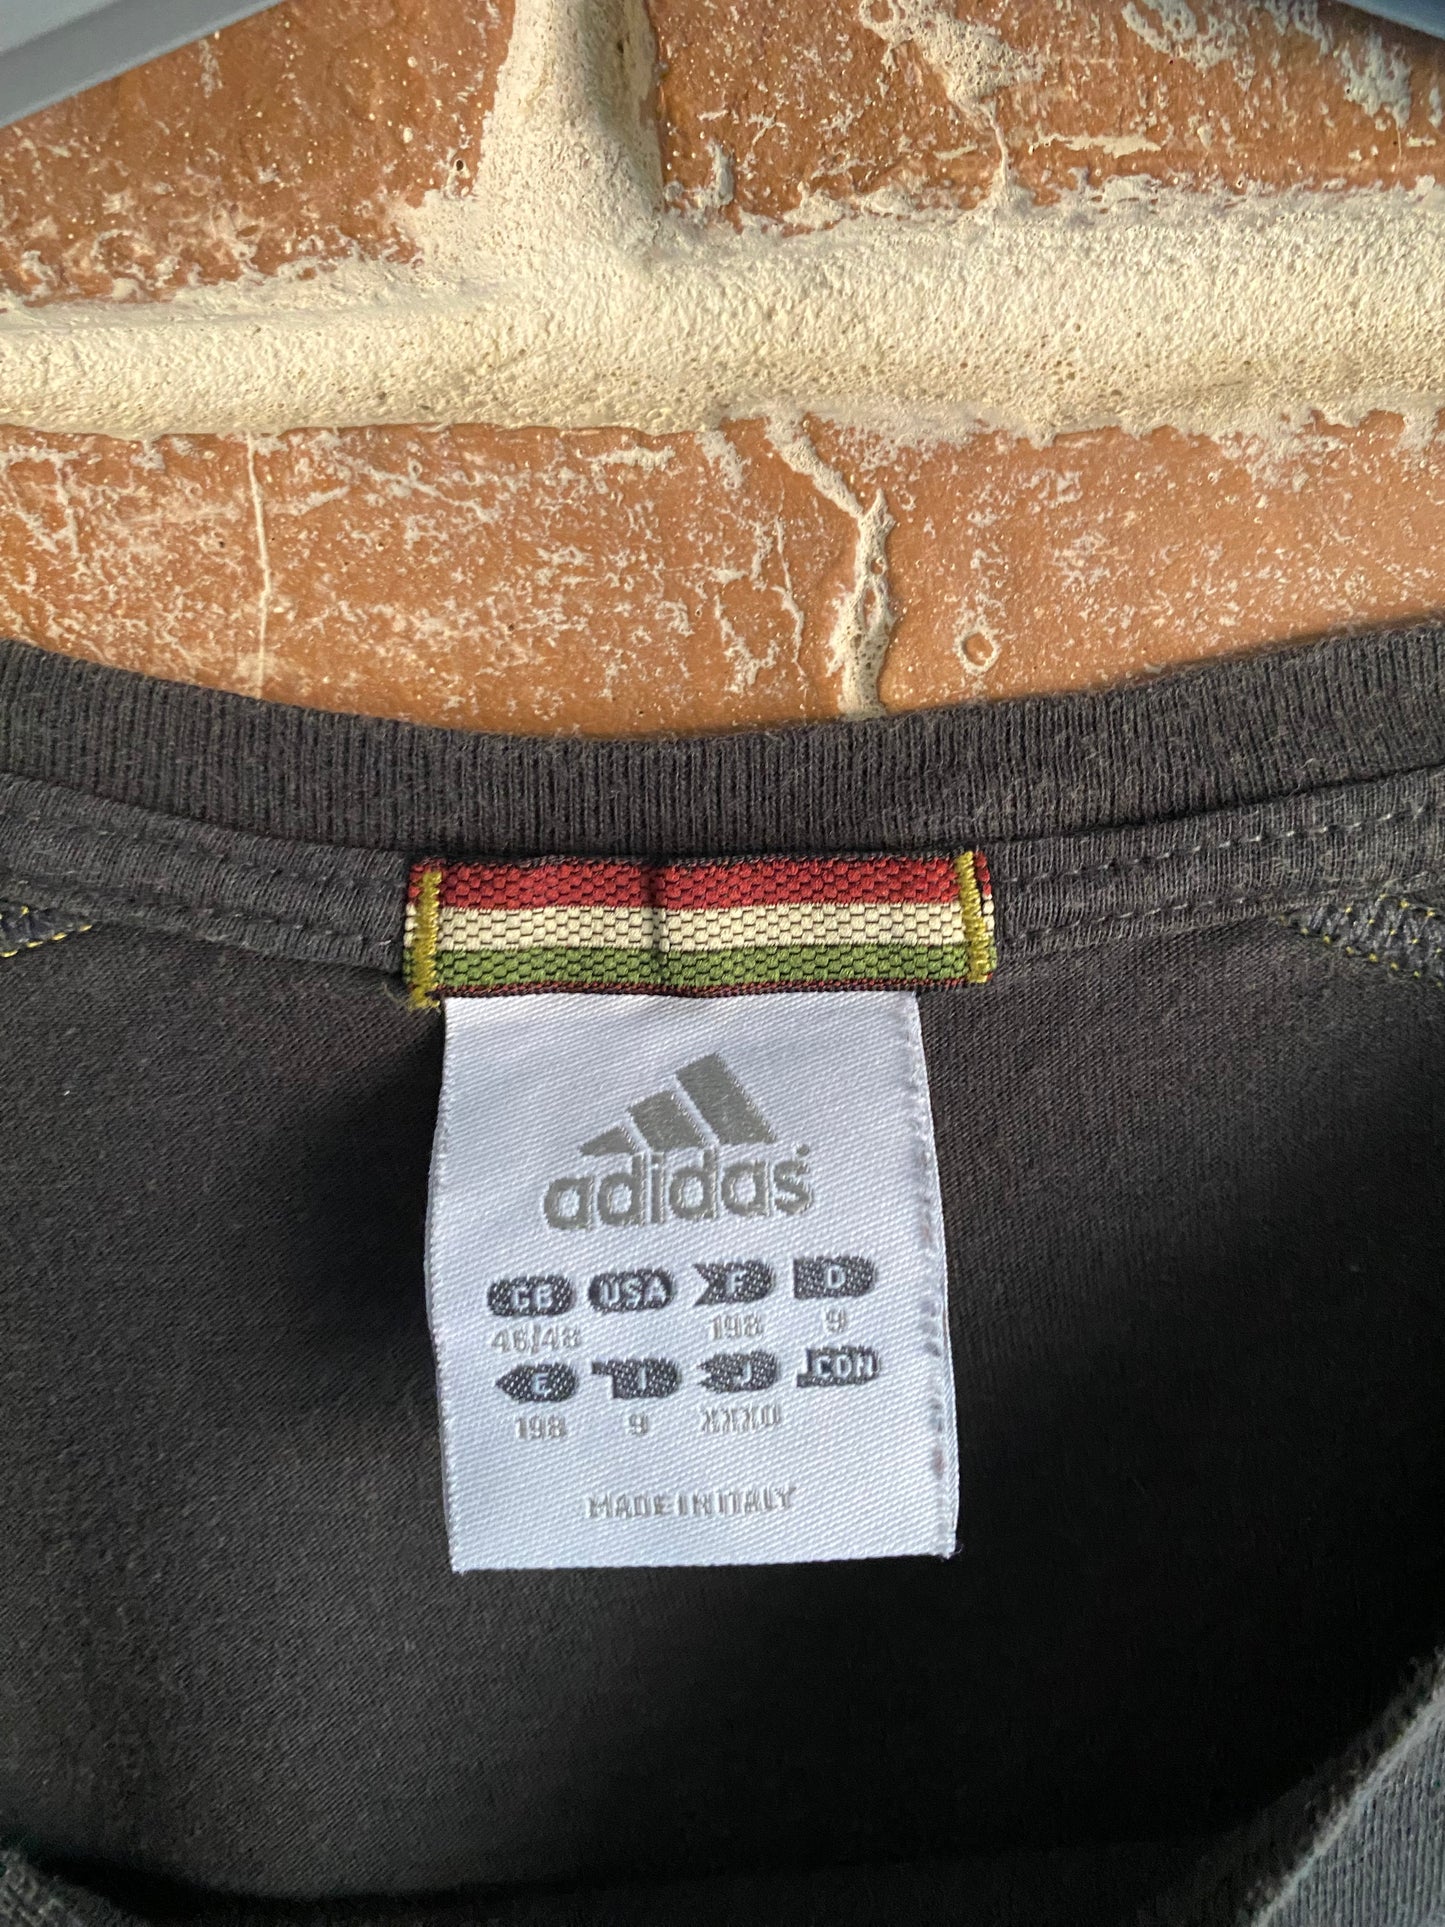 adidas
GB USA F D
46/48 198 9
E I J CDN
198 9 XXXO
MADE IN ITALY